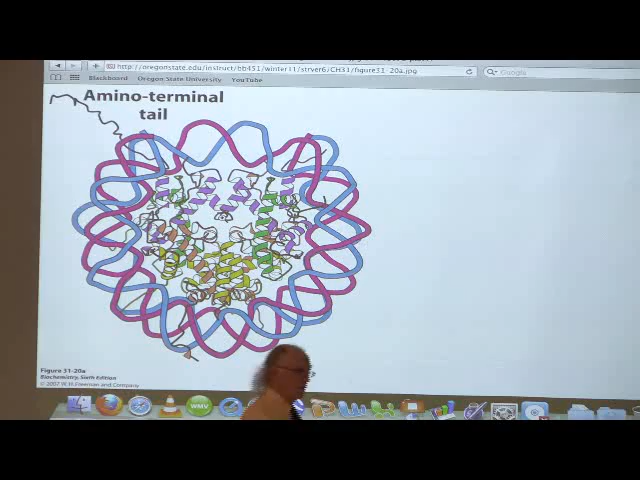 http://oregonstate.edu/instruct/bb451/winter11/stryer6/CH31/figure31-20a.jpg
Google
Blackboard Oregon State University YouTube
Amino-terminal
tail
Figure 31-20a
Biochemistry, Sixth Edition
© 2007 W. H. Freeman and Company
WMV